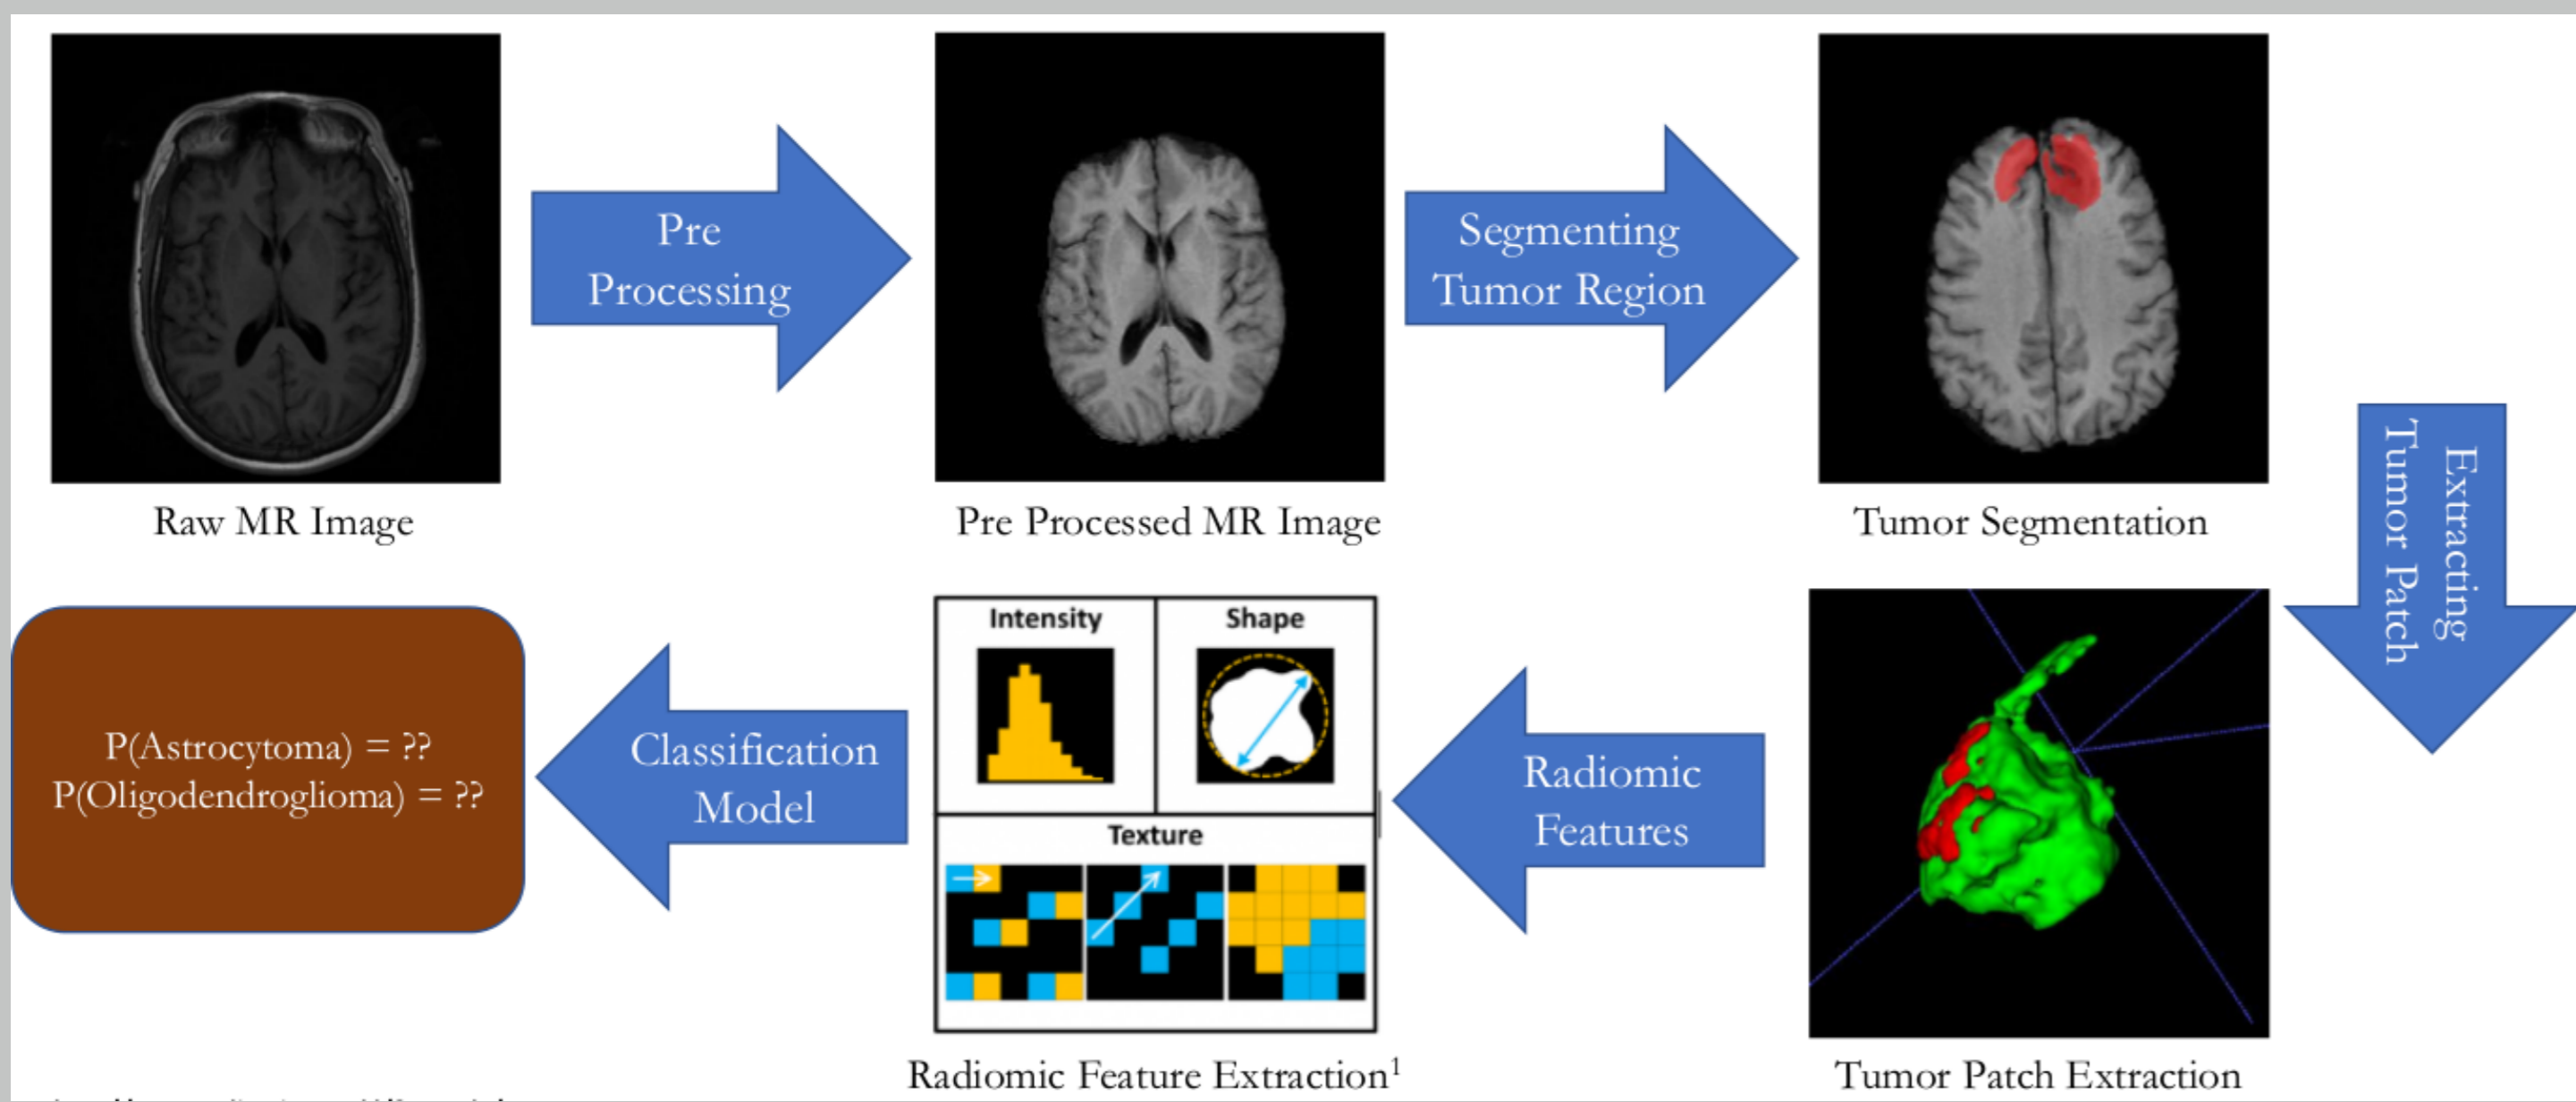 Pre
Processing
Segmenting
Tumor Region
Raw MR Image
Pre Processed MR Image
Tumor Segmentation
Extracting
Tumor Patch
Intensity
Shape
Texture
P(Astrocytoma) = ??
P(Oligodendroglioma) = ??
Classification
Model
Radiomic
Features
Radiomic Feature Extraction¹
Tumor Patch Extraction